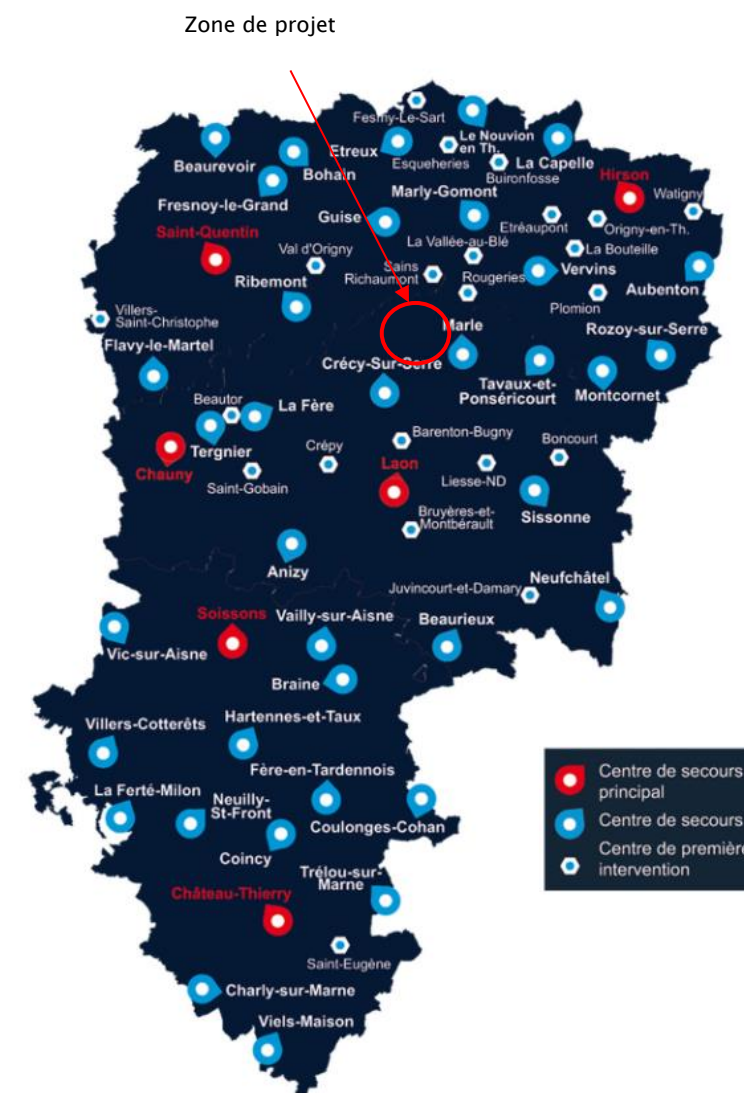 Zone de projet
Fesmy-Le-Sart
Le Nouvion
en Th.
Etreux
Esqueheries
La Capelle
Buironfosse
Beaurevoir
Bohain
Hirson
Fresnoy-le-Grand
Marly-Gomont
Watigny
Guise
Etréaupont
Origny-en-Th.
Saint-Quentin
Val d'Origny
La Vallée-au-Blé
La Bouteille
Ribemont
Sains
Richaumont
Rougeries
Vervins
Aubenton
Plomion
Villers-
Saint-Christophe
Marle
Rozoy-sur-Serre
Flavy-le-Martel
Crécy-Sur-Serre
Tavaux-et-
Ponséricourt
Montcornet
Beautor
La Fère
Tergnier
Crépy
Barenton-Bugny
Boncourt
Chauny
Saint-Gobain
Laon
Liesse-ND
Bruyères-et-
Montbérault
Sissonne
Anizy
Juvincourt-et-Damary
Neufchâtel
Soissons
Vailly-sur-Aisne
Beaurieux
Vic-sur-Aisne
Braine
Villers-Cotterêts
Hartennes-et-Taux
Fère-en-Tardennois
La Ferté-Milon
Neuilly-
St-Front
Coulonges-Cohan
Coincy
Trélou-sur-
Marne
Château-Thierry
Saint-Eugène
Charly-sur-Marne
Viels-Maison
Centre de secours
principal
Centre de secours
Centre de première
intervention